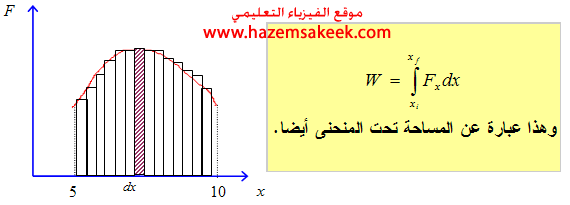 موقع الفيزياء التعليمي
www.hazemsakeek.com
F
5
dx
10
x
W = ∫_{x_i}^{x_f} F_x dx
وهذا عبارة عن المساحة تحت المنحنى أيضا.